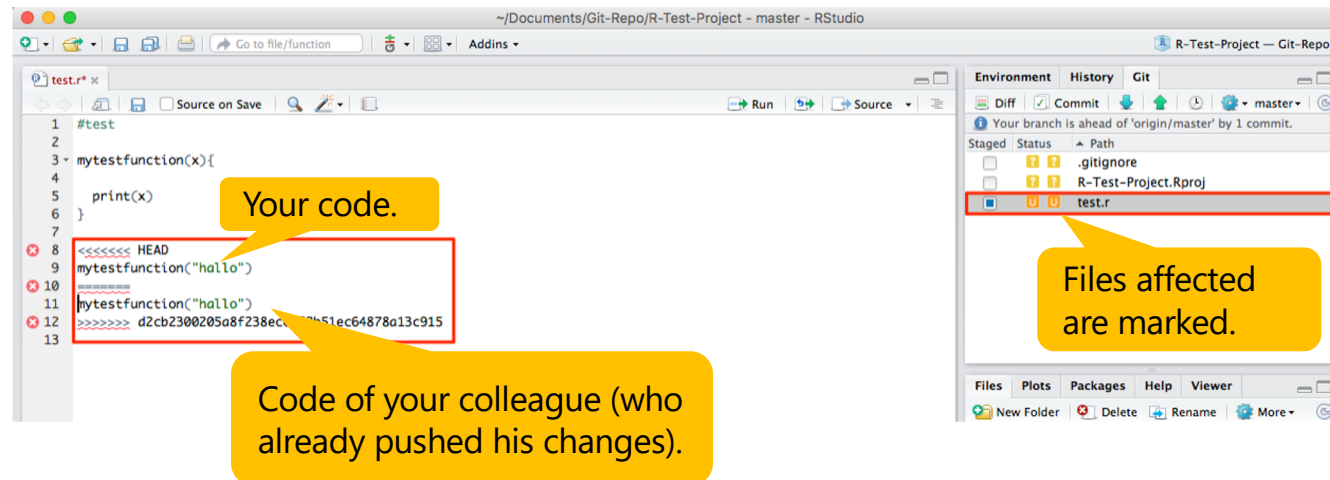 ~/Documents/Git-Repo/R-Test-Project - master - RStudio
Go to file/function
Addins
R-Test-Project — Git-Repo
test.r*
Source on Save
Run
Source
1 #test
2
3 mytestfunction(x){
4
5 print(x)
6 }
7
8 <<<<<<< HEAD
9 mytestfunction("hallo")
10 =======
11 mytestfunction("hallo")
12 >>>>>>>
13
Your code.
Code of your colleague (who
already pushed his changes).
Environment History Git
Diff Commit master
Your branch is ahead of 'origin/master' by 1 commit.
Staged Status Path
? ? .gitignore
? ? R-Test-Project.Rproj
U U test.r
Files affected
are marked.
Files Plots Packages Help Viewer
New Folder Delete Rename More